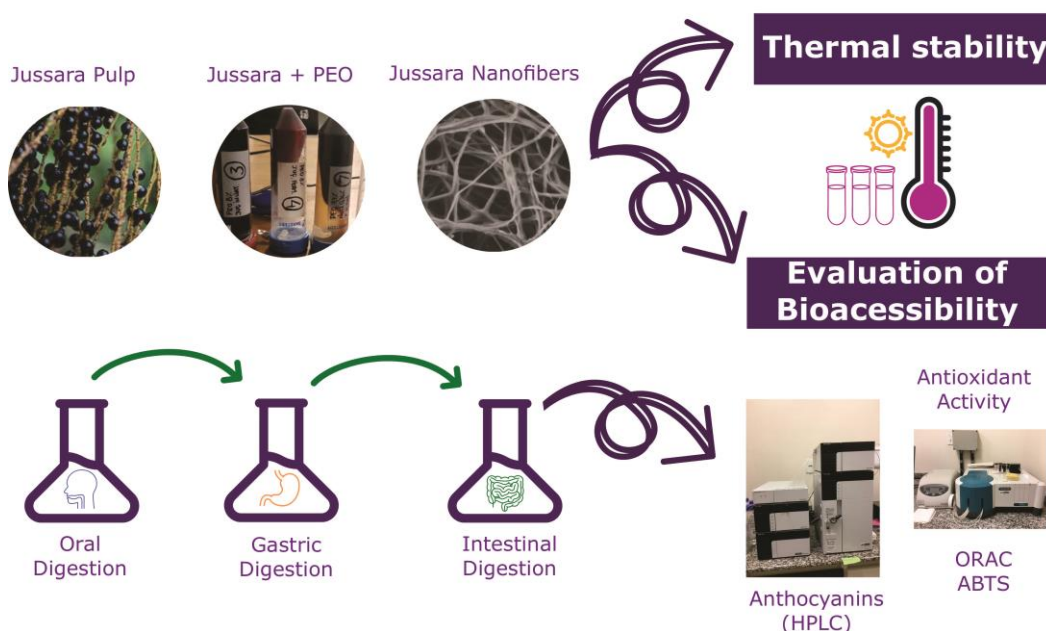 Thermal stability
Jussara Pulp
Jussara + PEO
Jussara Nanofibers
Evaluation of
Bioacessibility
Antioxidant
Activity
Oral
Digestion
Gastric
Digestion
Intestinal
Digestion
Anthocyanins
(HPLC)
ORAC
ABTS